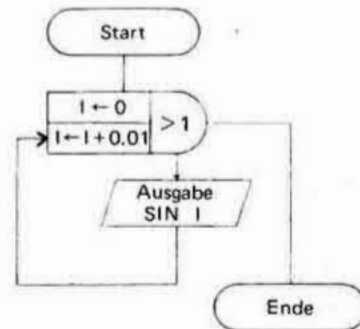 Start
I ← 0
I ← I + 0.01
> 1
Ausgabe
SIN I
Ende